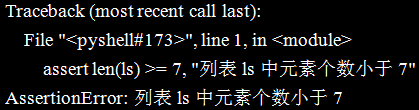 Traceback (most recent call last):
File "<pyshell#173>", line 1, in <module>
assert len(ls) >= 7, "列表 ls 中元素个数小于 7"
AssertionError: 列表 ls 中元素个数小于 7